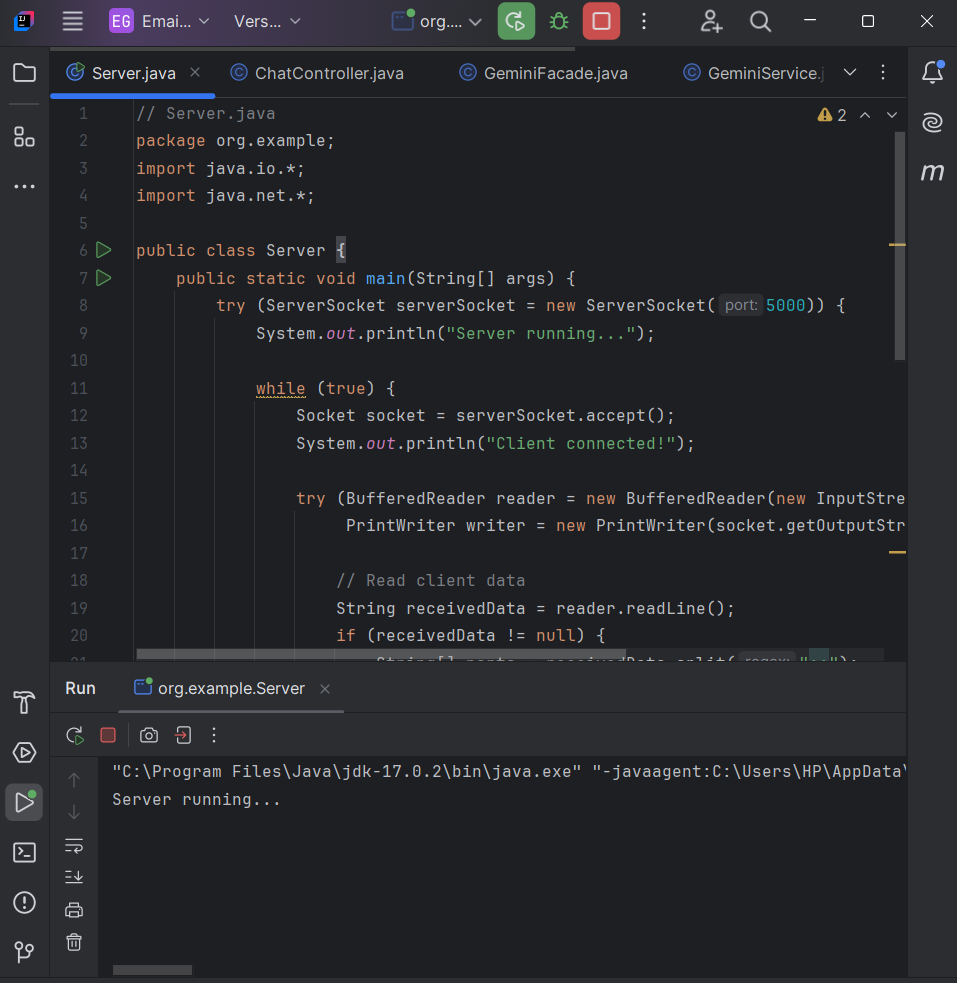 EG Emai... Vers... org....
Server.java ChatController.java GeminiFacade.java GeminiService.j
1 // Server.java 2
2 package org.example;
3 import java.io.*;
4 import java.net.*;
5
6 public class Server {
7 public static void main(String[] args) {
8 try (ServerSocket serverSocket = new ServerSocket( port: 5000)) {
9 System.out.println("Server running...");
10
11 while (true) {
12 Socket socket = serverSocket.accept();
13 System.out.println("Client connected!");
14
15 try (BufferedReader reader = new BufferedReader(new InputStre
16 PrintWriter writer = new PrintWriter(socket.getOutputStr
17
18 // Read client data
19 String receivedData = reader.readLine();
20 if (receivedData != null) {
m
Run org.example.Server
"C:\Program Files\Java\jdk-17.0.2\bin\java.exe" "-javaagent:C:\Users\HP\AppData\
Server running...